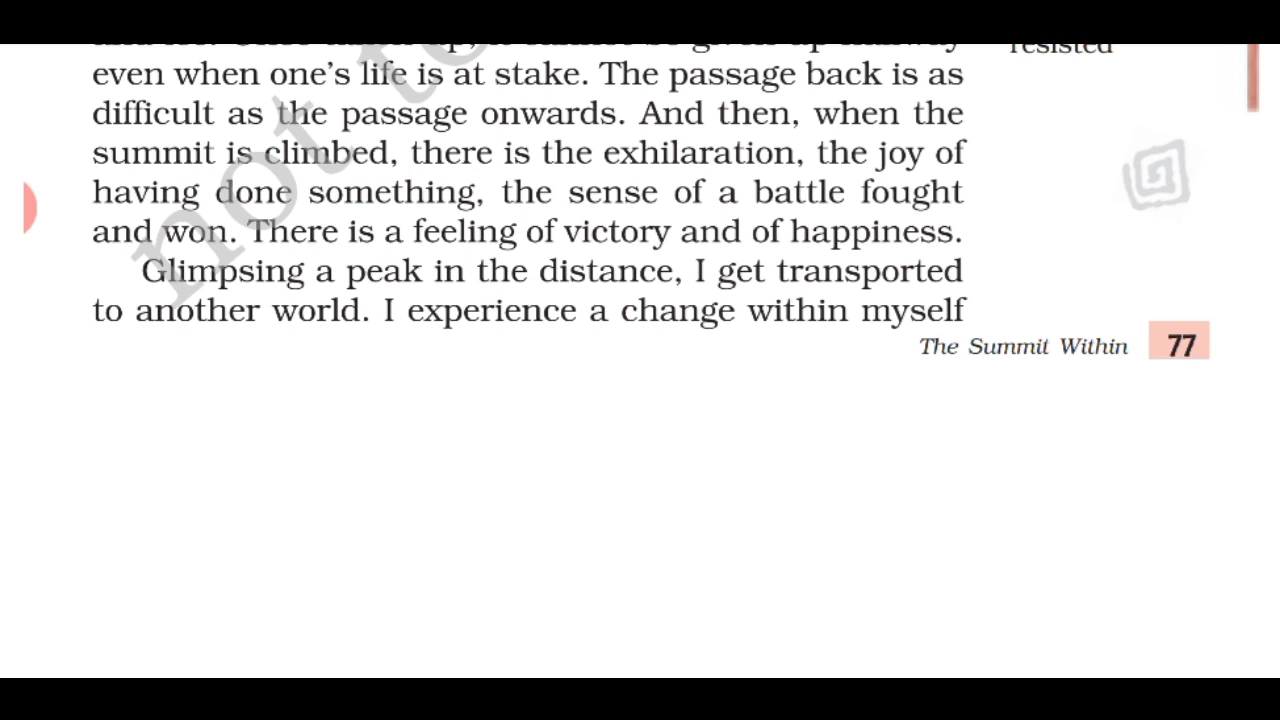 resisted
even when one's life is at stake. The passage back is as
difficult as the passage onwards. And then, when the
summit is climbed, there is the exhilaration, the joy of
having done something, the sense of a battle fought
and won. There is a feeling of victory and of happiness.
Glimpsing a peak in the distance, I get transported
to another world. I experience a change within myself
The Summit Within 77
not to